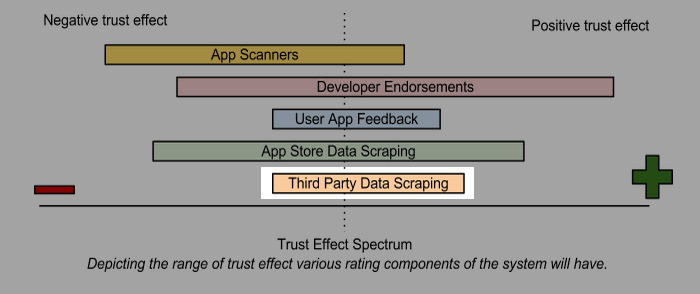 Negative trust effect
Positive trust effect
App Scanners
Developer Endorsements
User App Feedback
App Store Data Scraping
Third Party Data Scraping
Trust Effect Spectrum
Depicting the range of trust effect various rating components of the system will have.